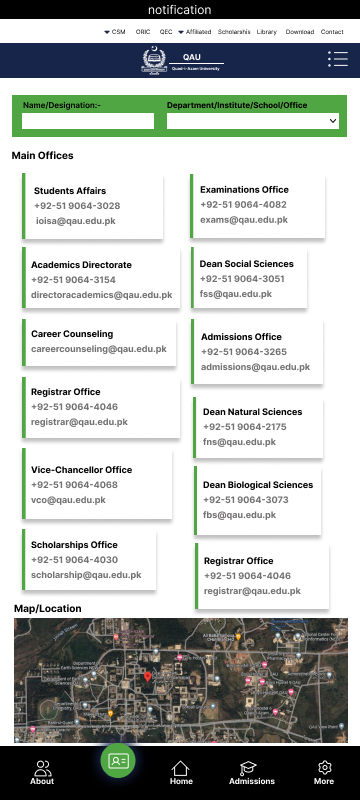 notification
CSM ORIC QEC Affiliated Scholarshis Library Download Contact
QAU
Quad-i-Azam University
Name/Designation:- Department/Institute/School/Office
Main Offices
Students Affairs
+92-51 9064-3028
ioisa@qau.edu.pk
Examinations Office
+92-51 9064-4082
exams@qau.edu.pk
Academics Directorate
+92-51 9064-3154
directoracademics@qau.edu.pk
Dean Social Sciences
+92-51 9064-3051
fss@qau.edu.pk
Career Counseling
careercounseling@qau.edu.pk
Admissions Office
+92-51 9064-3265
admissions@qau.edu.pk
Registrar Office
+92-51 9064-4046
registrar@qau.edu.pk
Dean Natural Sciences
+92-51 9064-2175
fns@qau.edu.pk
Vice-Chancellor Office
+92-51 9064-4068
vco@qau.edu.pk
Dean Biological Sciences
+92-51 9064-3073
fbs@qau.edu.pk
Scholarships Office
+92-51 9064-4030
scholarship@qau.edu.pk
Registrar Office
+92-51 9064-4046
registrar@qau.edu.pk
Map/Location
About Home Admissions More